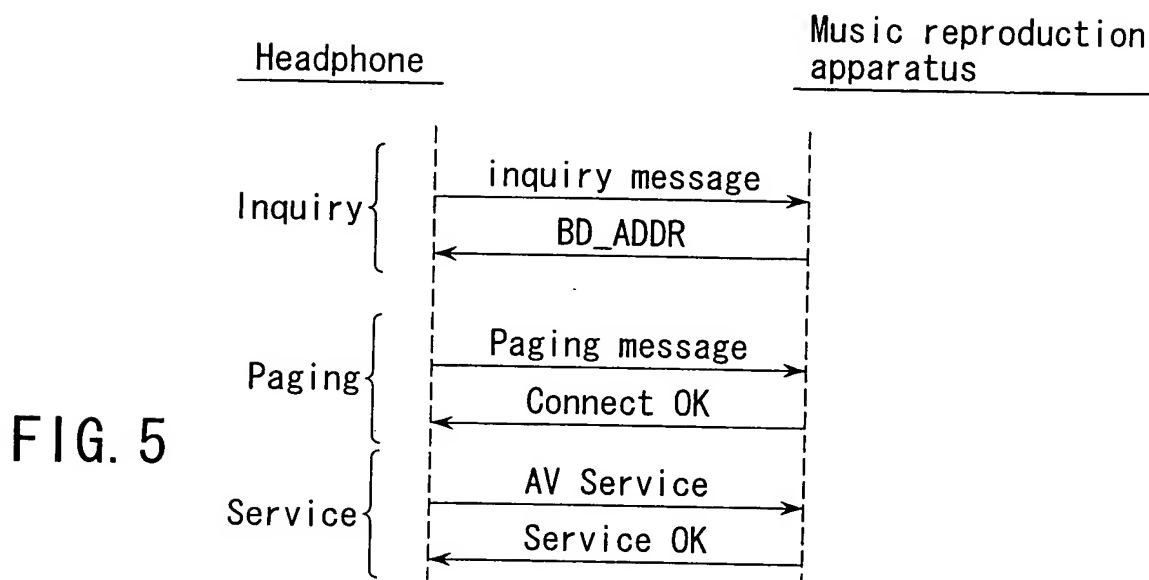 Headphone
Music reproduction
apparatus
Inquiry
inquiry message
BD_ADDR
Paging
Paging message
Connect OK
FIG. 5
Service
AV Service
Service OK